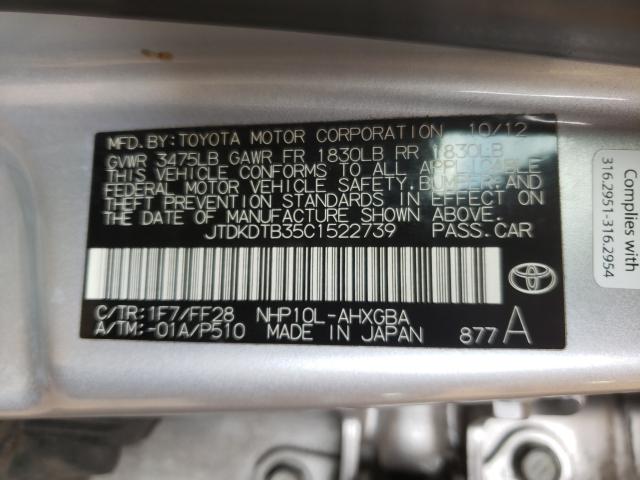 MFD.BY:TOYOTA MOTOR CORPORATION 10/12
GVWR 3475LB GAWR FR 1830LB RR 1830LB
THIS VEHICLE CONFORMS TO ALL APPLICABLE
FEDERAL MOTOR VEHICLE SAFETY,BUMPER,AND
THEFT PREVENTION STANDARDS IN EFFECT ON
THE DATE OF MANUFACTURE SHOWN ABOVE.
JTDKDTB35C1522739 PASS.CAR
C/TR:1F7/FF28 NHP10L-AHXGBA
A/TM:-01A/P510 MADE IN JAPAN 877 A
TOYOTA
Complies with
316.2951-316.2954